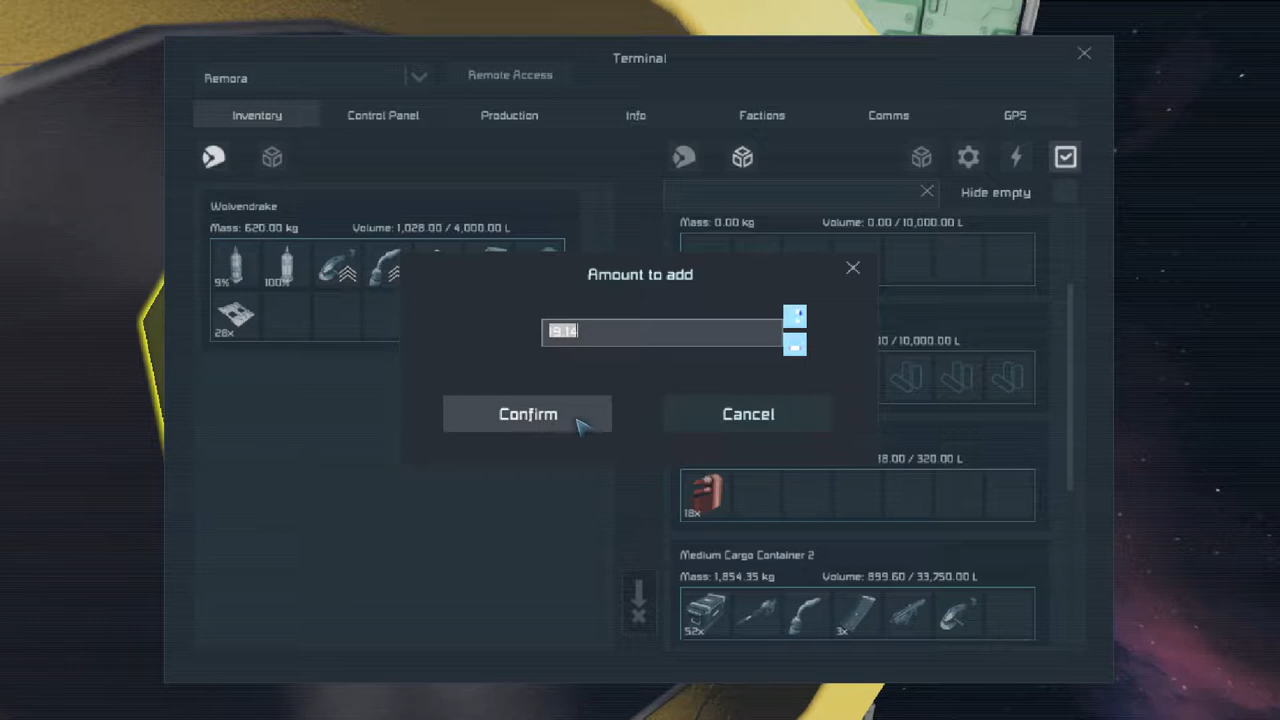 Terminal
Remora
Remote Access
Inventory
Control Panel
Production
Info
Factions
Comms
GPS
Hide empty
Wolvendrake
Mass: 620.00 kg
Volume: 1,028.00 / 4,000.00 L
9%
100%
28x
Mass: 0.00 kg
Volume: 0.00 / 10,000.00 L
Amount to add
19.14
Confirm
Cancel
/ 10,000.00 L
18.00 / 320.00 L
18x
Medium Cargo Container 2
Mass: 1,854.35 kg
Volume: 899.60 / 33,750.00 L
52x
3x